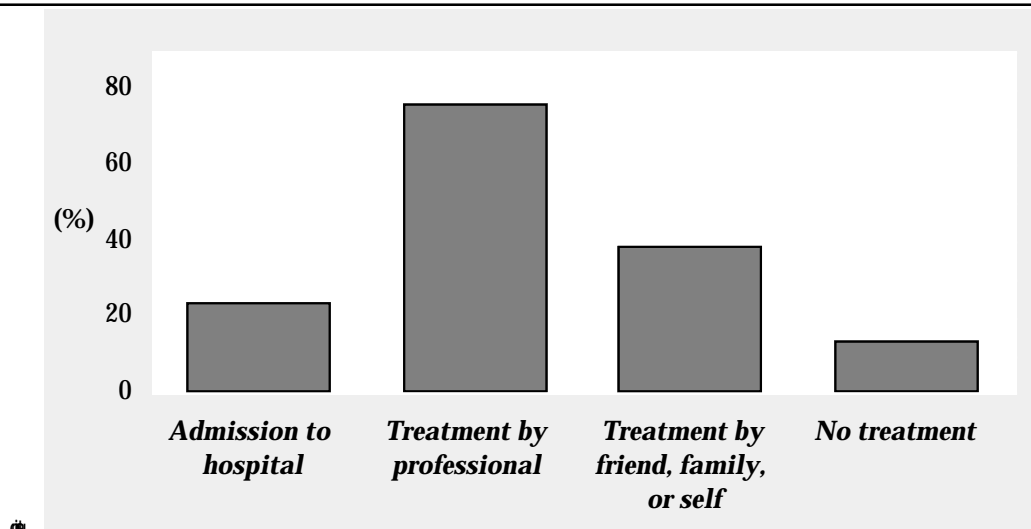 80
60
(%)
40
20
0
Admission to
hospital
Treatment by
professional
Treatment by
friend, family,
or self
No treatment